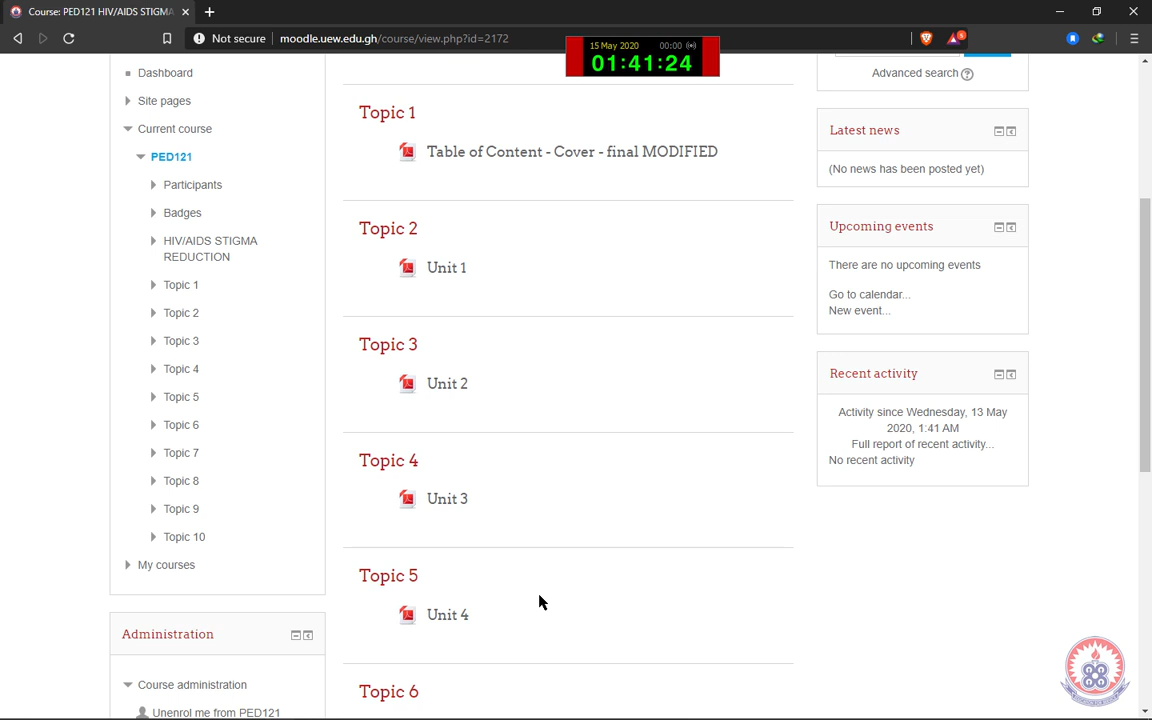 Course: PED121 HIV/AIDS STIGMA
Not secure
moodle.uew.edu.gh/course/view.php?id=2172
5
15 May 2020
00:00
01:41:24
Dashboard
Site pages
Current course
PED121
Participants
Badges
HIV/AIDS STIGMA
REDUCTION
Topic 1
Topic 2
Topic 3
Topic 4
Topic 5
Topic 6
Topic 7
Topic 8
Topic 9
Topic 10
My courses
Administration
Course administration
Unenrol me from PED121
Topic 1
Table of Content - Cover - final MODIFIED
Topic 2
Unit 1
Topic 3
Unit 2
Topic 4
Unit 3
Topic 5
Unit 4
Topic 6
Advanced search
Latest news
(No news has been posted yet)
Upcoming events
There are no upcoming events
Go to calendar...
New event...
Recent activity
Activity since Wednesday, 13 May
2020, 1:41 AM
Full report of recent activity...
No recent activity